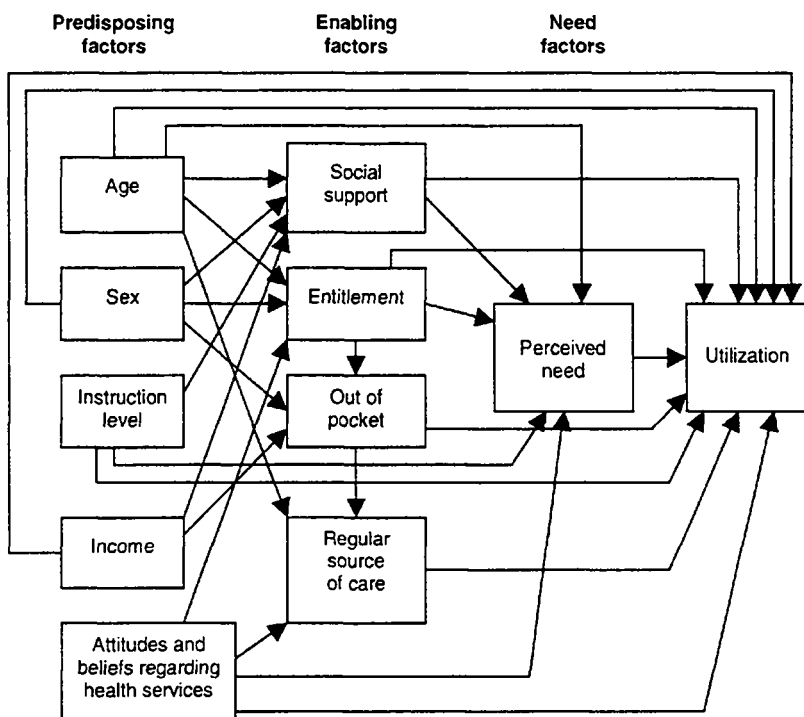 Predisposing
factors
Enabling
factors
Need
factors
Age
Social
support
Sex
Entitlement
Perceived
need
Utilization
Instruction
level
Out of
pocket
Income
Regular
source
of care
Attitudes and
beliefs regarding
health services